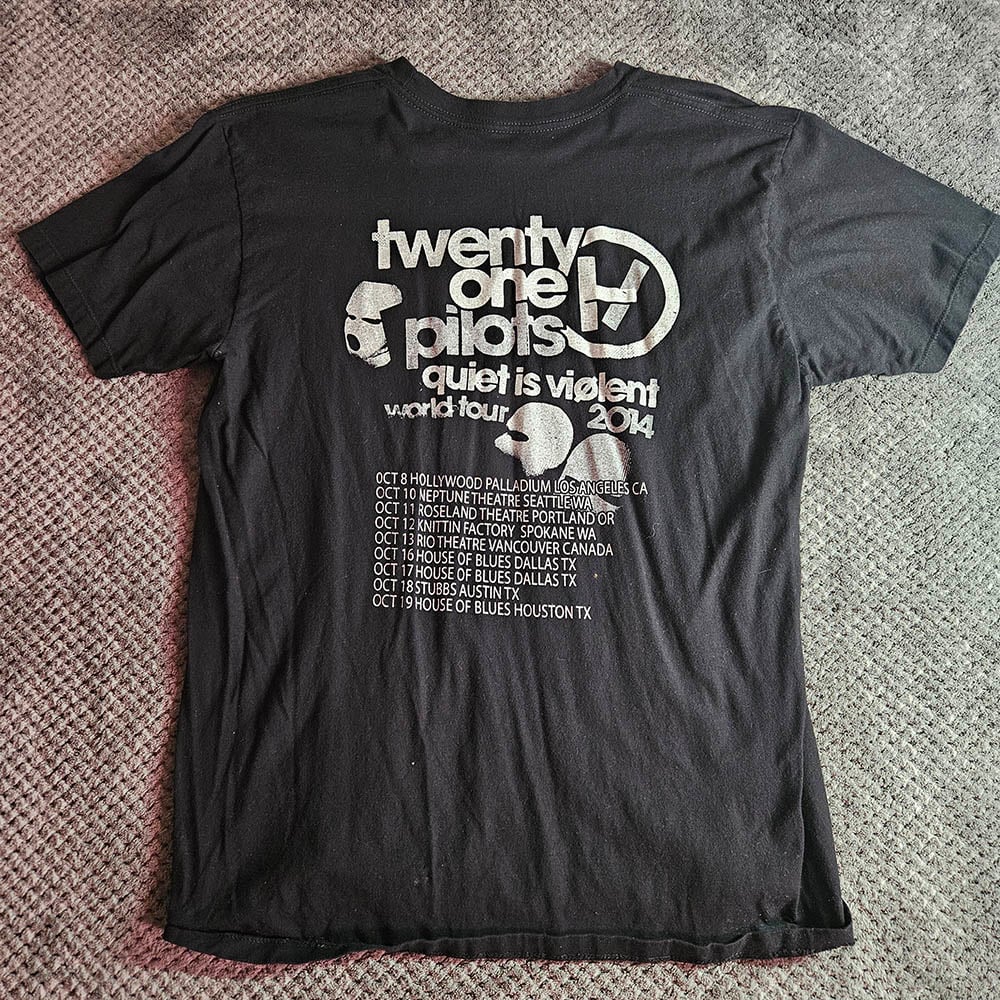 twenty
one
pilots
quiet is viølent
world tour 2014
OCT 8 HOLLYWOOD PALLADIUM LOS ANGELES CA
OCT 10 NEPTUNE THEATRE SEATTLE WA
OCT 11 ROSELAND THEATRE PORTLAND OR
OCT 12 KNITTIN FACTORY SPOKANE WA
OCT 13 RIO THEATRE VANCOUVER CANADA
OCT 16 HOUSE OF BLUES DALLAS TX
OCT 17 HOUSE OF BLUES DALLAS TX
OCT 18 STUBBS AUSTIN TX
OCT 19 HOUSE OF BLUES HOUSTON TX